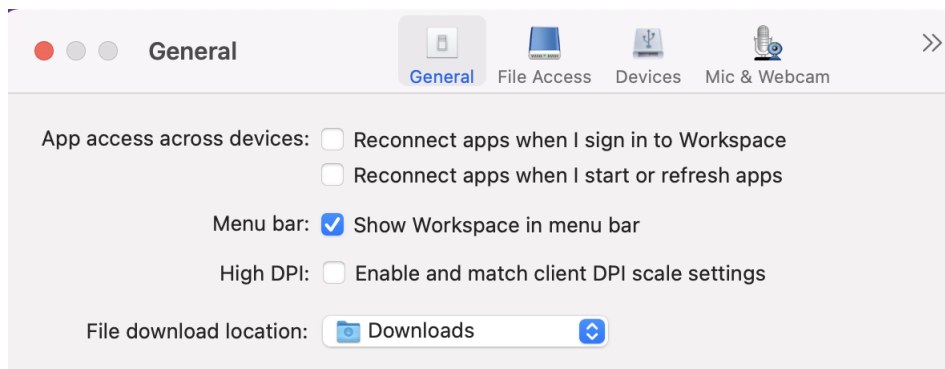 General
General File Access Devices Mic & Webcam
App access across devices: Reconnect apps when I sign in to Workspace
Reconnect apps when I start or refresh apps
Menu bar: Show Workspace in menu bar
High DPI: Enable and match client DPI scale settings
File download location: Downloads